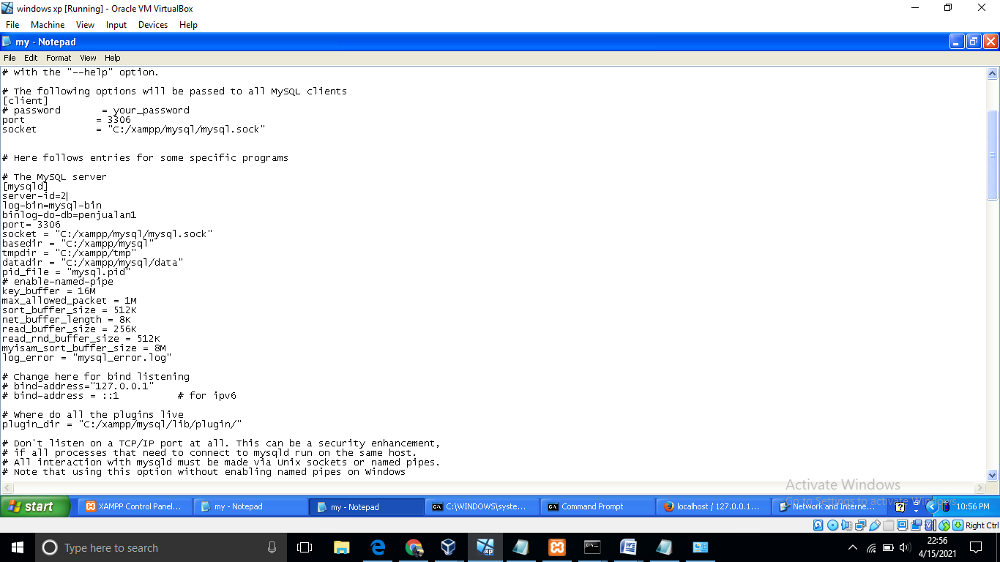 windows xp [Running] - Oracle VM VirtualBox
File Machine View Input Devices Help
my - Notepad
File Edit Format View Help
# with the "--help" option.
# The following options will be passed to all MySQL clients
[client]
# password = your_password
port = 3306
socket = "C:/xampp/mysql/mysql.sock"
# Here follows entries for some specific programs
# The MySQL server
[mysqld]
server-id=2
log-bin=mysql-bin
binlog-do-db=penjualan1
port= 3306
socket = "C:/xampp/mysql/mysql.sock"
basedir = "C:/xampp/mysql"
tmpdir = "C:/xampp/tmp"
datadir = "C:/xampp/mysql/data"
pid_file = "mysql.pid"
# enable-named-pipe
key_buffer = 16M
max_allowed_packet = 1M
sort_buffer_size = 512K
net_buffer_length = 8K
read_buffer_size = 256K
read_rnd_buffer_size = 512K
myisam_sort_buffer_size = 8M
log_error = "mysql_error.log"
# Change here for bind listening
# bind-address="127.0.0.1"
# bind-address = ::1 # for ipv6
# Where do all the plugins live
plugin_dir = "C:/xampp/mysql/lib/plugin/"
# Don't listen on a TCP/IP port at all. This can be a security enhancement,
# if all processes that need to connect to mysqld run on the same host.
# All interaction with mysqld must be made via Unix sockets or named pipes.
# Note that using this option without enabling named pipes on Windows
Activate Windows
Go to Settings to activate Windows.
start XAMPP Control Panel... my - Notepad my - Notepad C:\WINDOWS\syste... Command Prompt localhost / 127.0.0.1... Network and Interne... 10:56 PM
Right Ctrl
Type here to search
22:56
4/15/2021